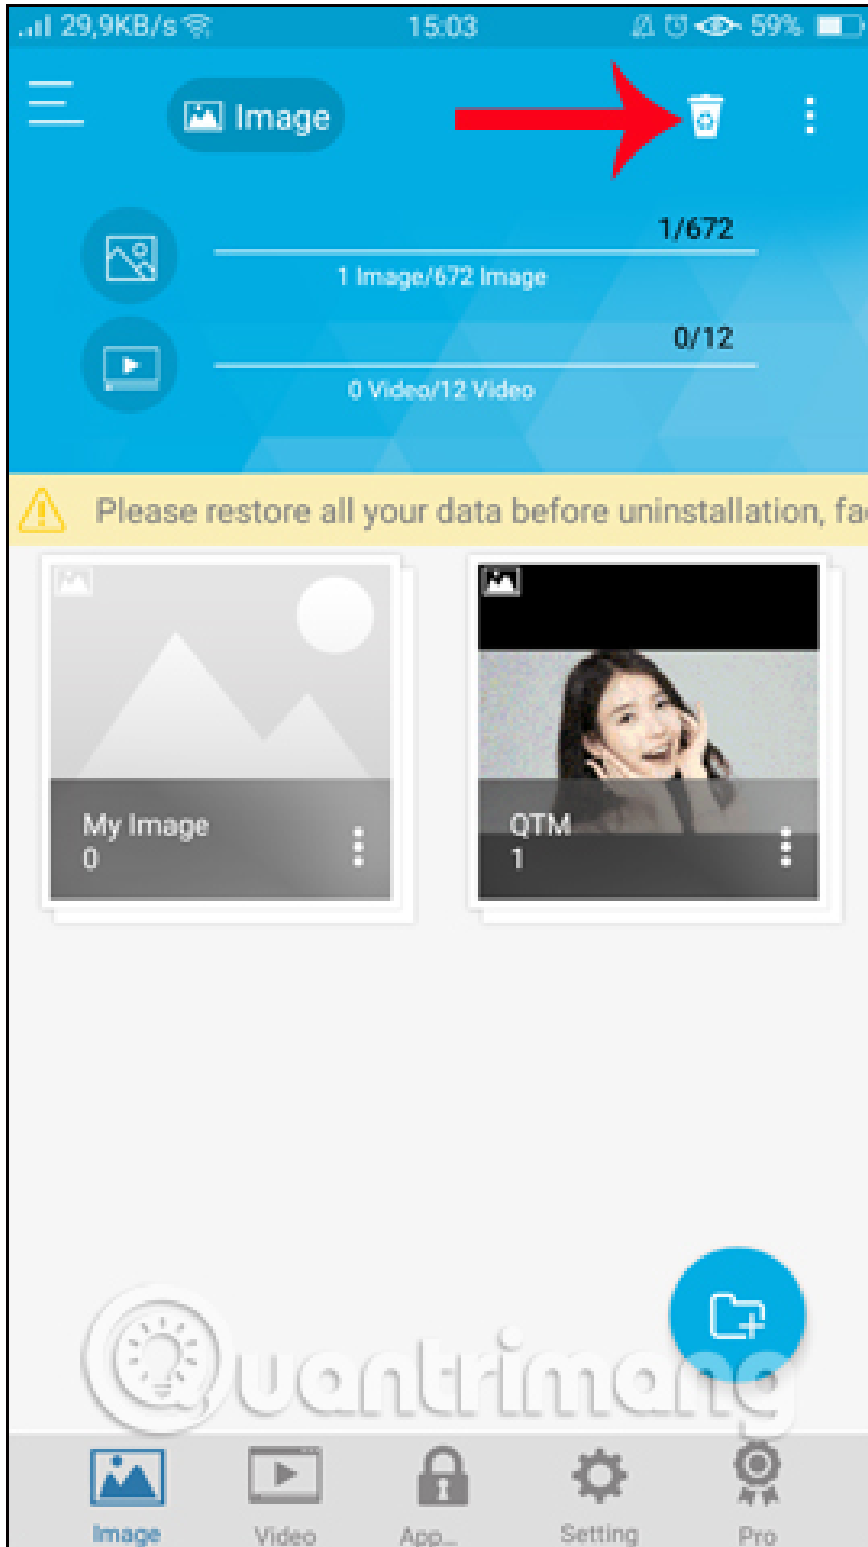 29,9KB/s 15:03 59%
Image
1/672
1 Image/672 Image
0/12
0 Video/12 Video
Please restore all your data before uninstallation, fa
My Image
0
QTM
1
Quantrimang
Image Video App... Setting Pro